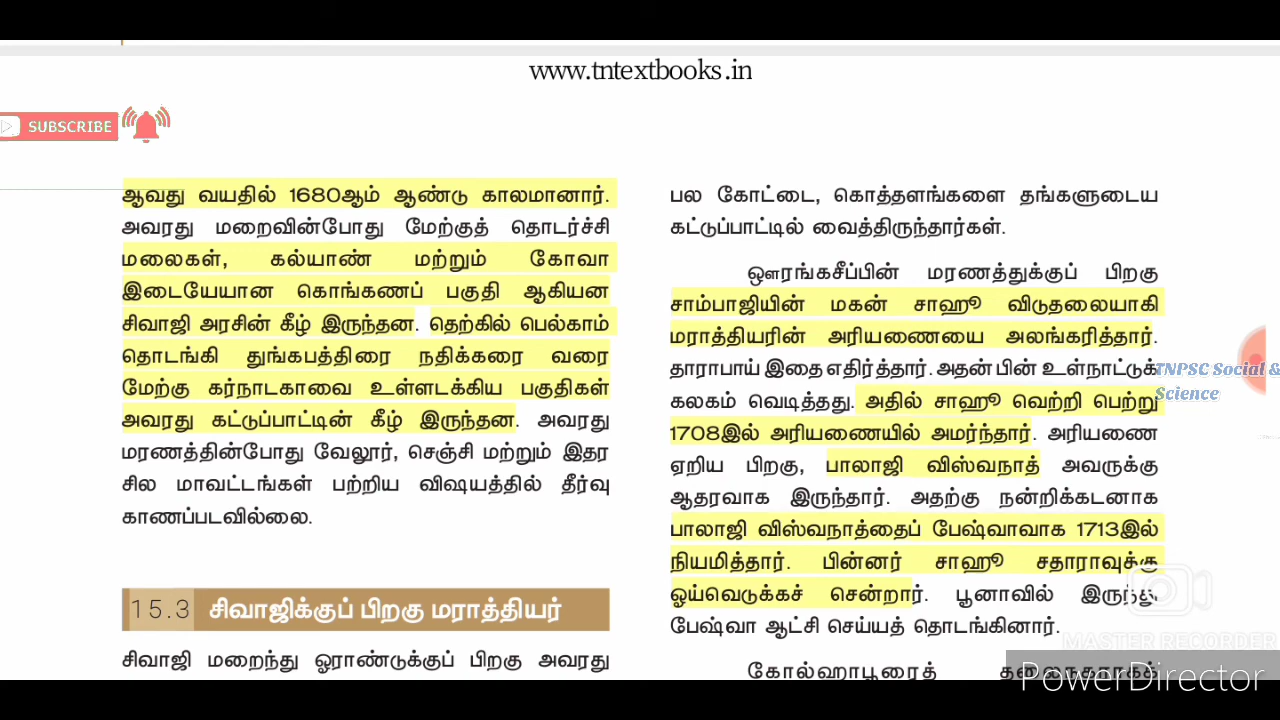 www.tntextbooks.in
SUBSCRIBE
ஆவது வயதில் 1680ஆம் ஆண்டு காலமானார்.
அவரது மறைவின்போது மேற்குத் தொடர்ச்சி
மலைகள், கல்யாண் மற்றும் கோவா
இடையேயான கொங்கணப் பகுதி ஆகியன
சிவாஜி அரசின் கீழ் இருந்தன. தெற்கில் பெல்காம்
தொடங்கி துங்கபத்திரை நதிக்கரை வரை
மேற்கு கர்நாடகாவை உள்ளடக்கிய பகுதிகள்
அவரது கட்டுப்பாட்டின் கீழ் இருந்தன. அவரது
மரணத்தின்போது வேலூர், செஞ்சி மற்றும் இதர
சில மாவட்டங்கள் பற்றிய விஷயத்தில் தீர்வு
காணப்படவில்லை.
15.3 சிவாஜிக்குப் பிறகு மராத்தியர்
சிவாஜி மறைந்து ஓராண்டுக்குப் பிறகு அவரது
பல கோட்டை, கொத்தளங்களை தங்களுடைய
கட்டுப்பாட்டில் வைத்திருந்தார்கள்.
ஔரங்கசீப்பின் மரணத்துக்குப் பிறகு
சாம்பாஜியின் மகன் சாஹூ விடுதலையாகி
மராத்தியரின் அரியணையை அலங்கரித்தார்.
தாராபாய் இதை எதிர்த்தார். அதன் பின் உள்நாட்டுக்
கலகம் வெடித்தது. அதில் சாஹூ வெற்றி பெற்று
1708இல் அரியணையில் அமர்ந்தார். அரியணை
ஏறிய பிறகு, பாலாஜி விஸ்வநாத் அவருக்கு
ஆதரவாக இருந்தார். அதற்கு நன்றிக்கடனாக
பாலாஜி விஸ்வநாத்தைப் பேஷ்வாவாக 1713இல்
நியமித்தார். பின்னர் சாஹூ சதாராவுக்கு
ஓய்வெடுக்கச் சென்றார். பூனாவில் இருந்து
பேஷ்வா ஆட்சி செய்யத் தொடங்கினார்.
கோல்ஹாபூரைத் தலைநகராகக்
TNPSC Social &
Science
MASTER RECORDER
PowerDirector